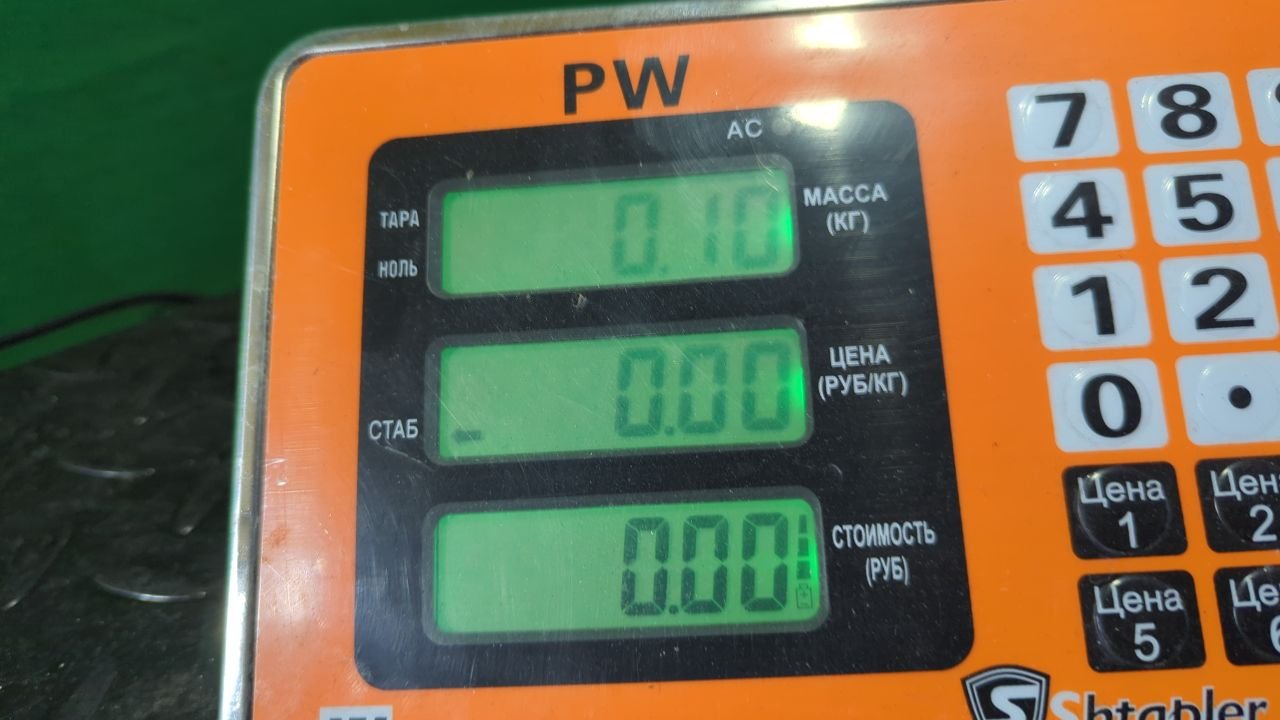 PW
AC
ТАРА
НОЛЬ
0.10
МАССА
(КГ)
СТАБ
0.00
ЦЕНА
(РУБ/КГ)
0.00
СТОИМОСТЬ
(РУБ)
7 8
4 5
1 2
0 •
Цена
1
2
Цена
5
Shtapler